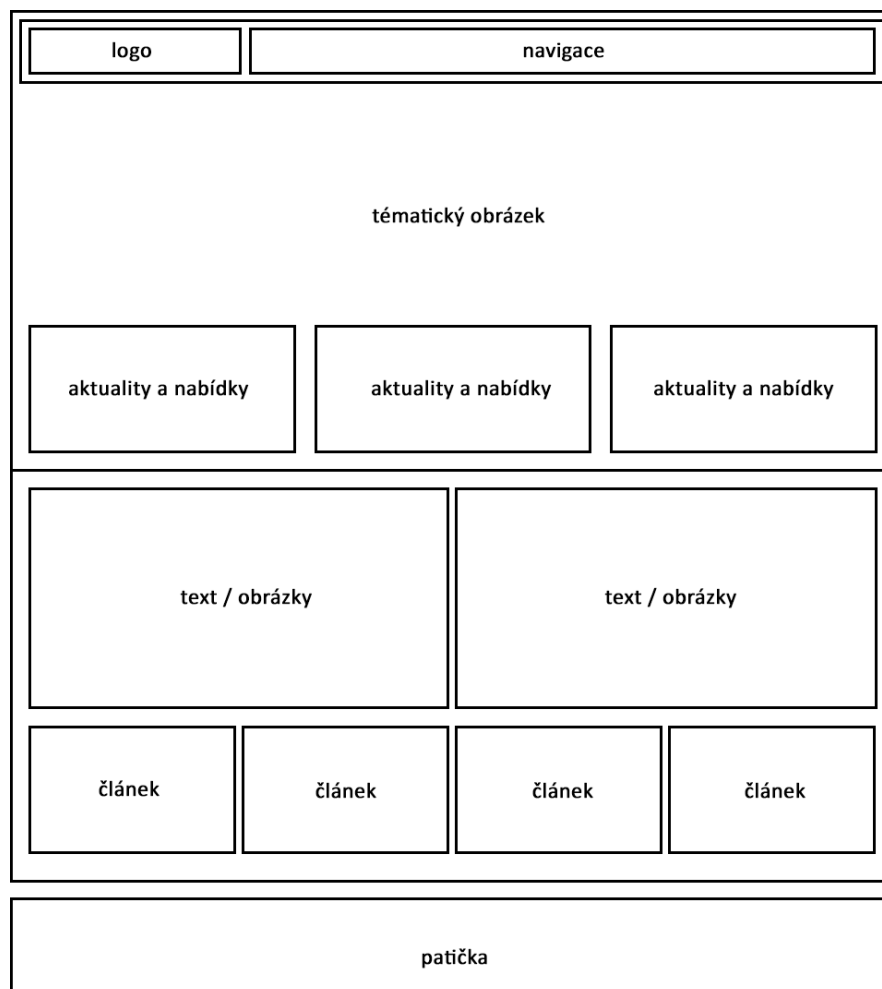 logo
navigace
tématický obrázek
aktuality a nabídky
aktuality a nabídky
aktuality a nabídky
text / obrázky
text / obrázky
článek
článek
článek
článek
patička